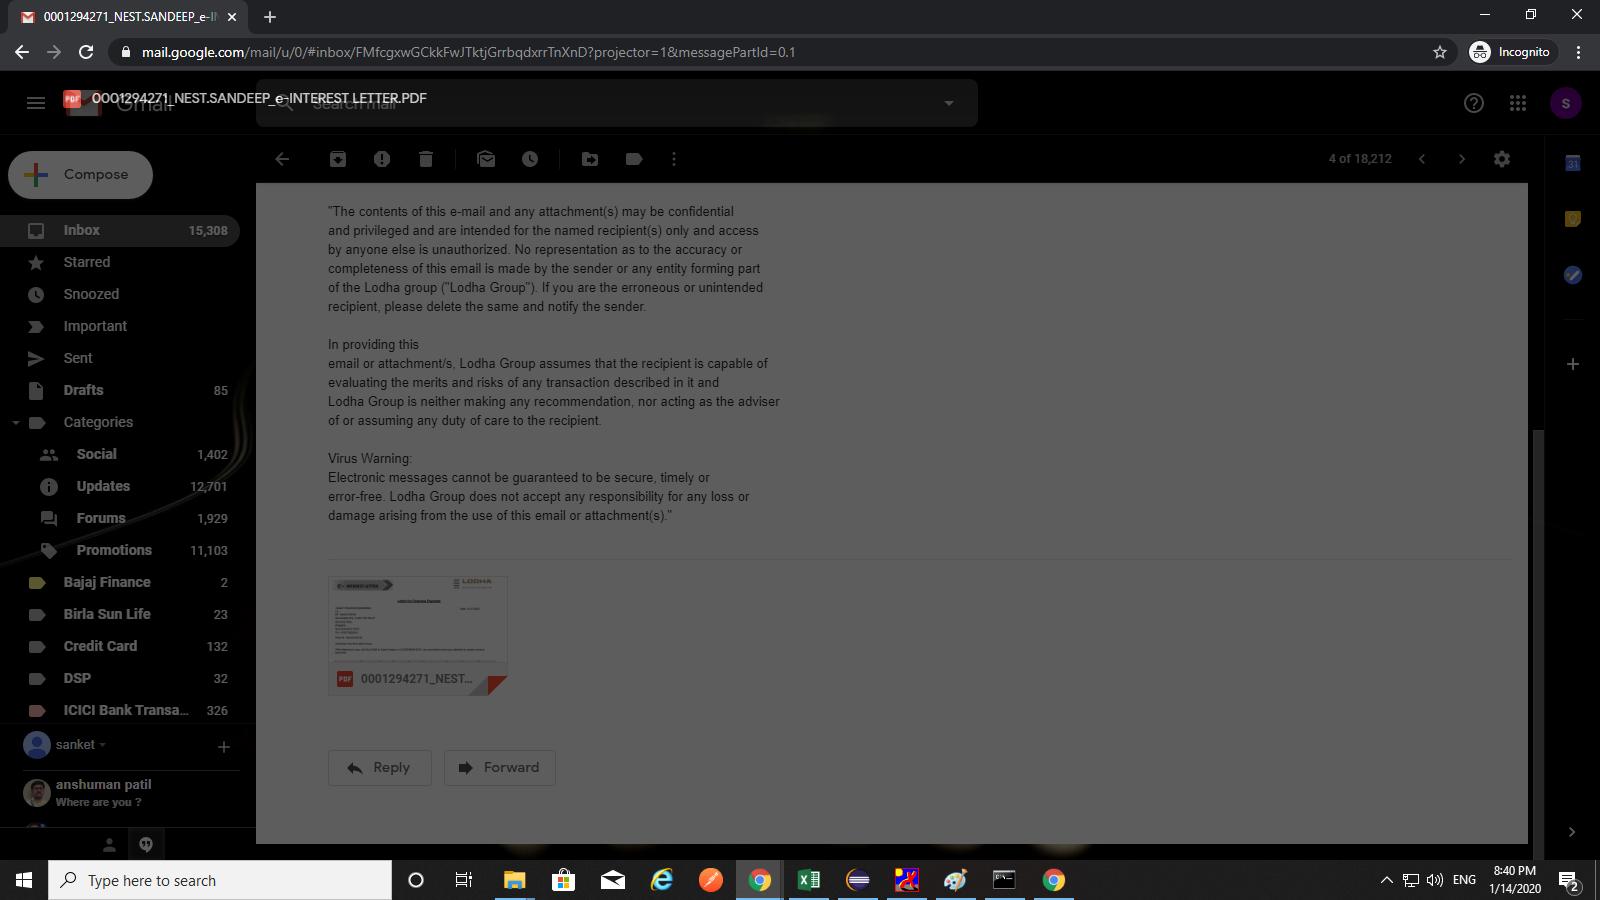 0001294271_NEST.SANDEEP_e-IN
mail.google.com/mail/u/0/#inbox/FMfcgxwGCkkFwJTktjGrrbqdxrrTnXnD?projector=1&messagePartId=0.1
Incognito
0001294271_NEST.SANDEEP_e-INTEREST LETTER.PDF
Gmail
Search mail
S
Compose
4 of 18,212
31
Inbox 15,308
Starred
Snoozed
Important
Sent
Drafts 85
Categories
Social 1,402
Updates 12,701
Forums 1,929
Promotions 11,103
Bajaj Finance 2
Birla Sun Life 23
Credit Card 132
DSP 32
ICICI Bank Transa... 326
sanket
anshuman patil
Where are you ?
"The contents of this e-mail and any attachment(s) may be confidential
and privileged and are intended for the named recipient(s) only and access
by anyone else is unauthorized. No representation as to the accuracy or
completeness of this email is made by the sender or any entity forming part
of the Lodha group ("Lodha Group"). If you are the erroneous or unintended
recipient, please delete the same and notify the sender.
In providing this
email or attachment/s, Lodha Group assumes that the recipient is capable of
evaluating the merits and risks of any transaction described in it and
Lodha Group is neither making any recommendation, nor acting as the adviser
of or assuming any duty of care to the recipient.
Virus Warning:
Electronic messages cannot be guaranteed to be secure, timely or
error-free. Lodha Group does not accept any responsibility for any loss or
damage arising from the use of this email or attachment(s)."
LODHA
PDF 0001294271_NEST...
Reply
Forward
Type here to search
ENG
8:40 PM
1/14/2020
2